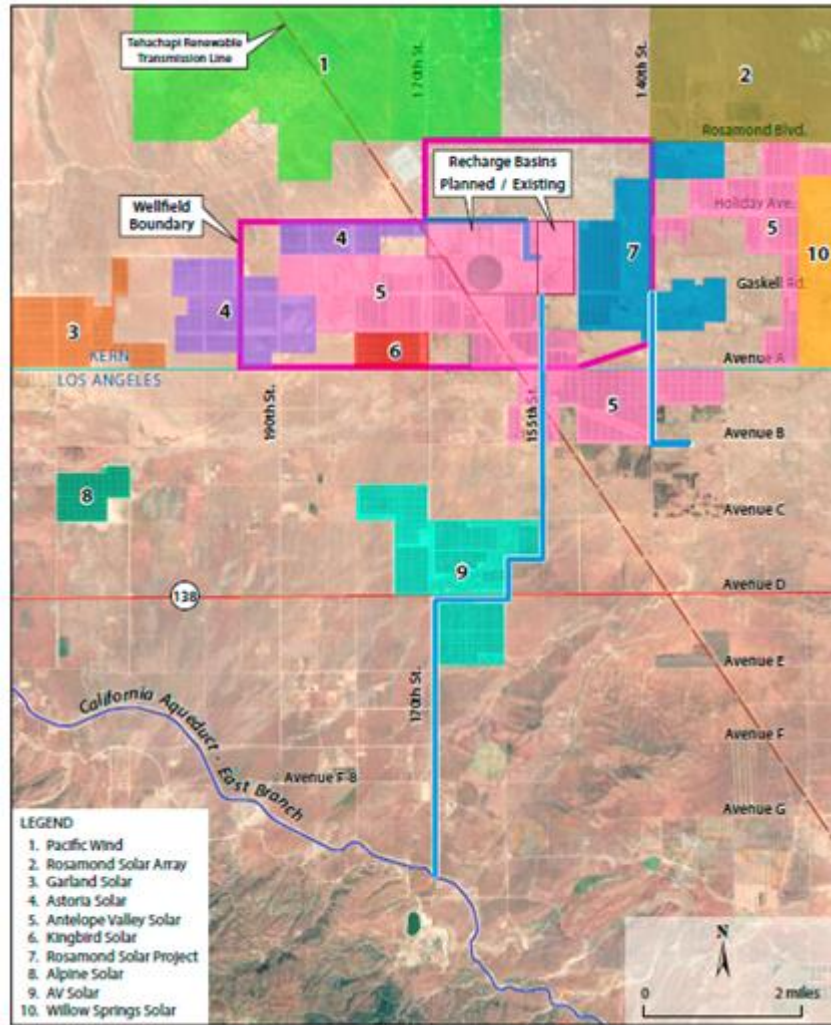 Tehachapi Renewable
Transmission Line
1
170th St.
140th St.
2
Rosamond Blvd.
Recharge Basins
Planned / Existing
Wellfield
Boundary
Holiday Ave.
4
7
5
10
Gaskell Rd.
5
4
3
6
KERN
Avenue A
LOS ANGELES
190th St.
155th St.
5
Avenue B
8
Avenue C
9
Avenue D
138
170th St.
Avenue E
California Aqueduct - East Branch
Avenue F
Avenue F-8
Avenue G
LEGEND
1. Pacific Wind
2. Rosamond Solar Array
3. Garland Solar
4. Astoria Solar
5. Antelope Valley Solar
6. Kingbird Solar
7. Rosamond Solar Project
8. Alpine Solar
9. AV Solar
10. Willow Springs Solar
N
0 2 miles